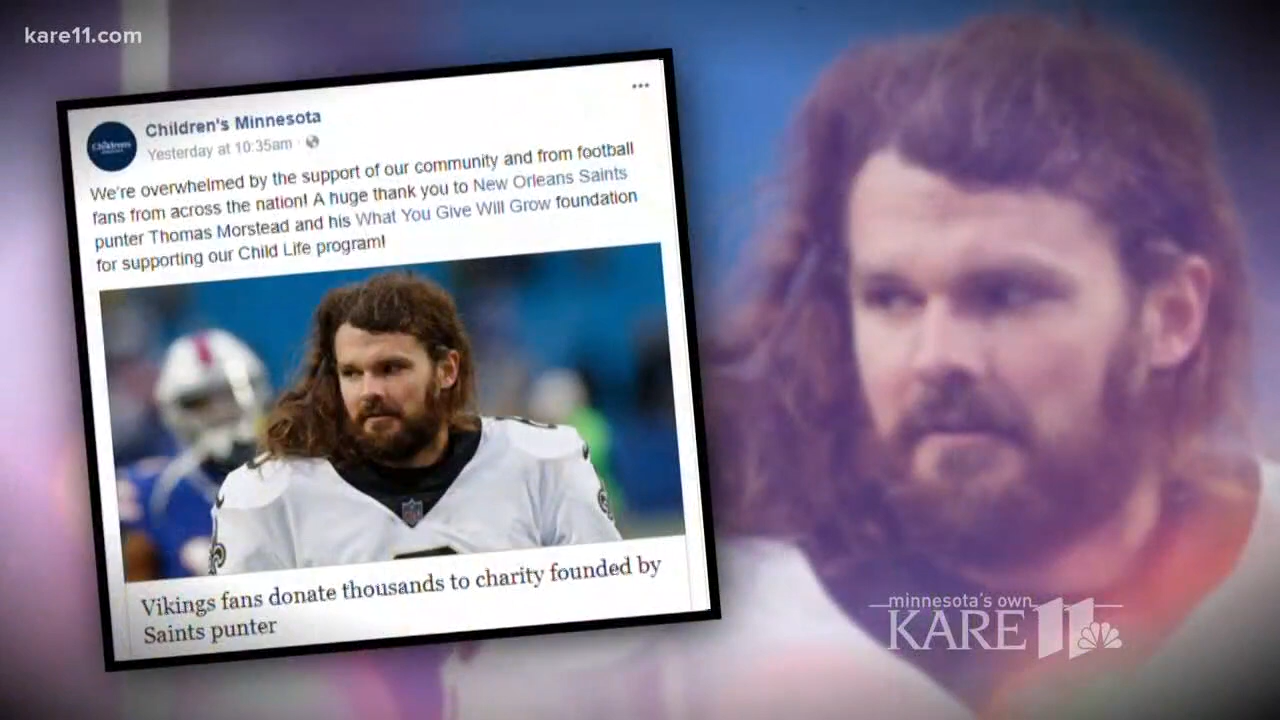 kare11.com
Children's Minnesota
Yesterday at 10:35am ·
We're overwhelmed by the support of our community and from football
fans from across the nation! A huge thank you to New Orleans Saints
punter Thomas Morstead and his What You Give Will Grow foundation
for supporting our Child Life program!
Vikings fans donate thousands to charity founded by
Saints punter
minnesota's own
KARE 11